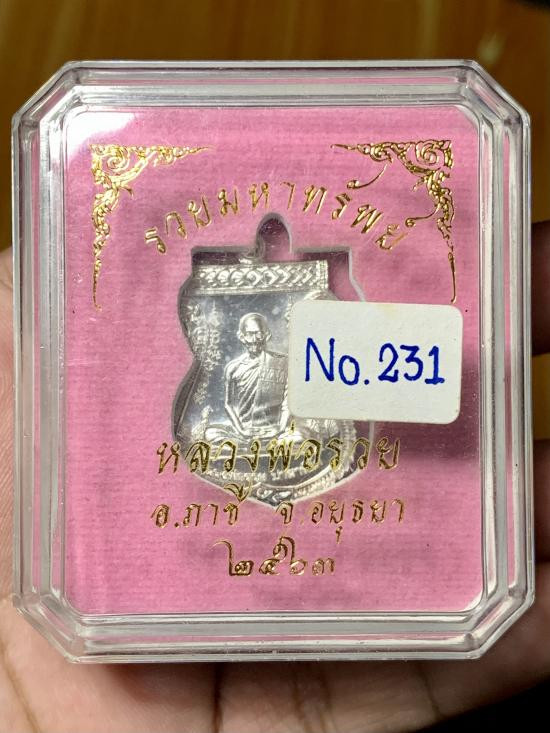 รวยมหาทรัพย์
No. 231
หลวงพ่อรวย
อ.ภาชี จ.อยุธยา
๒๕๖๓